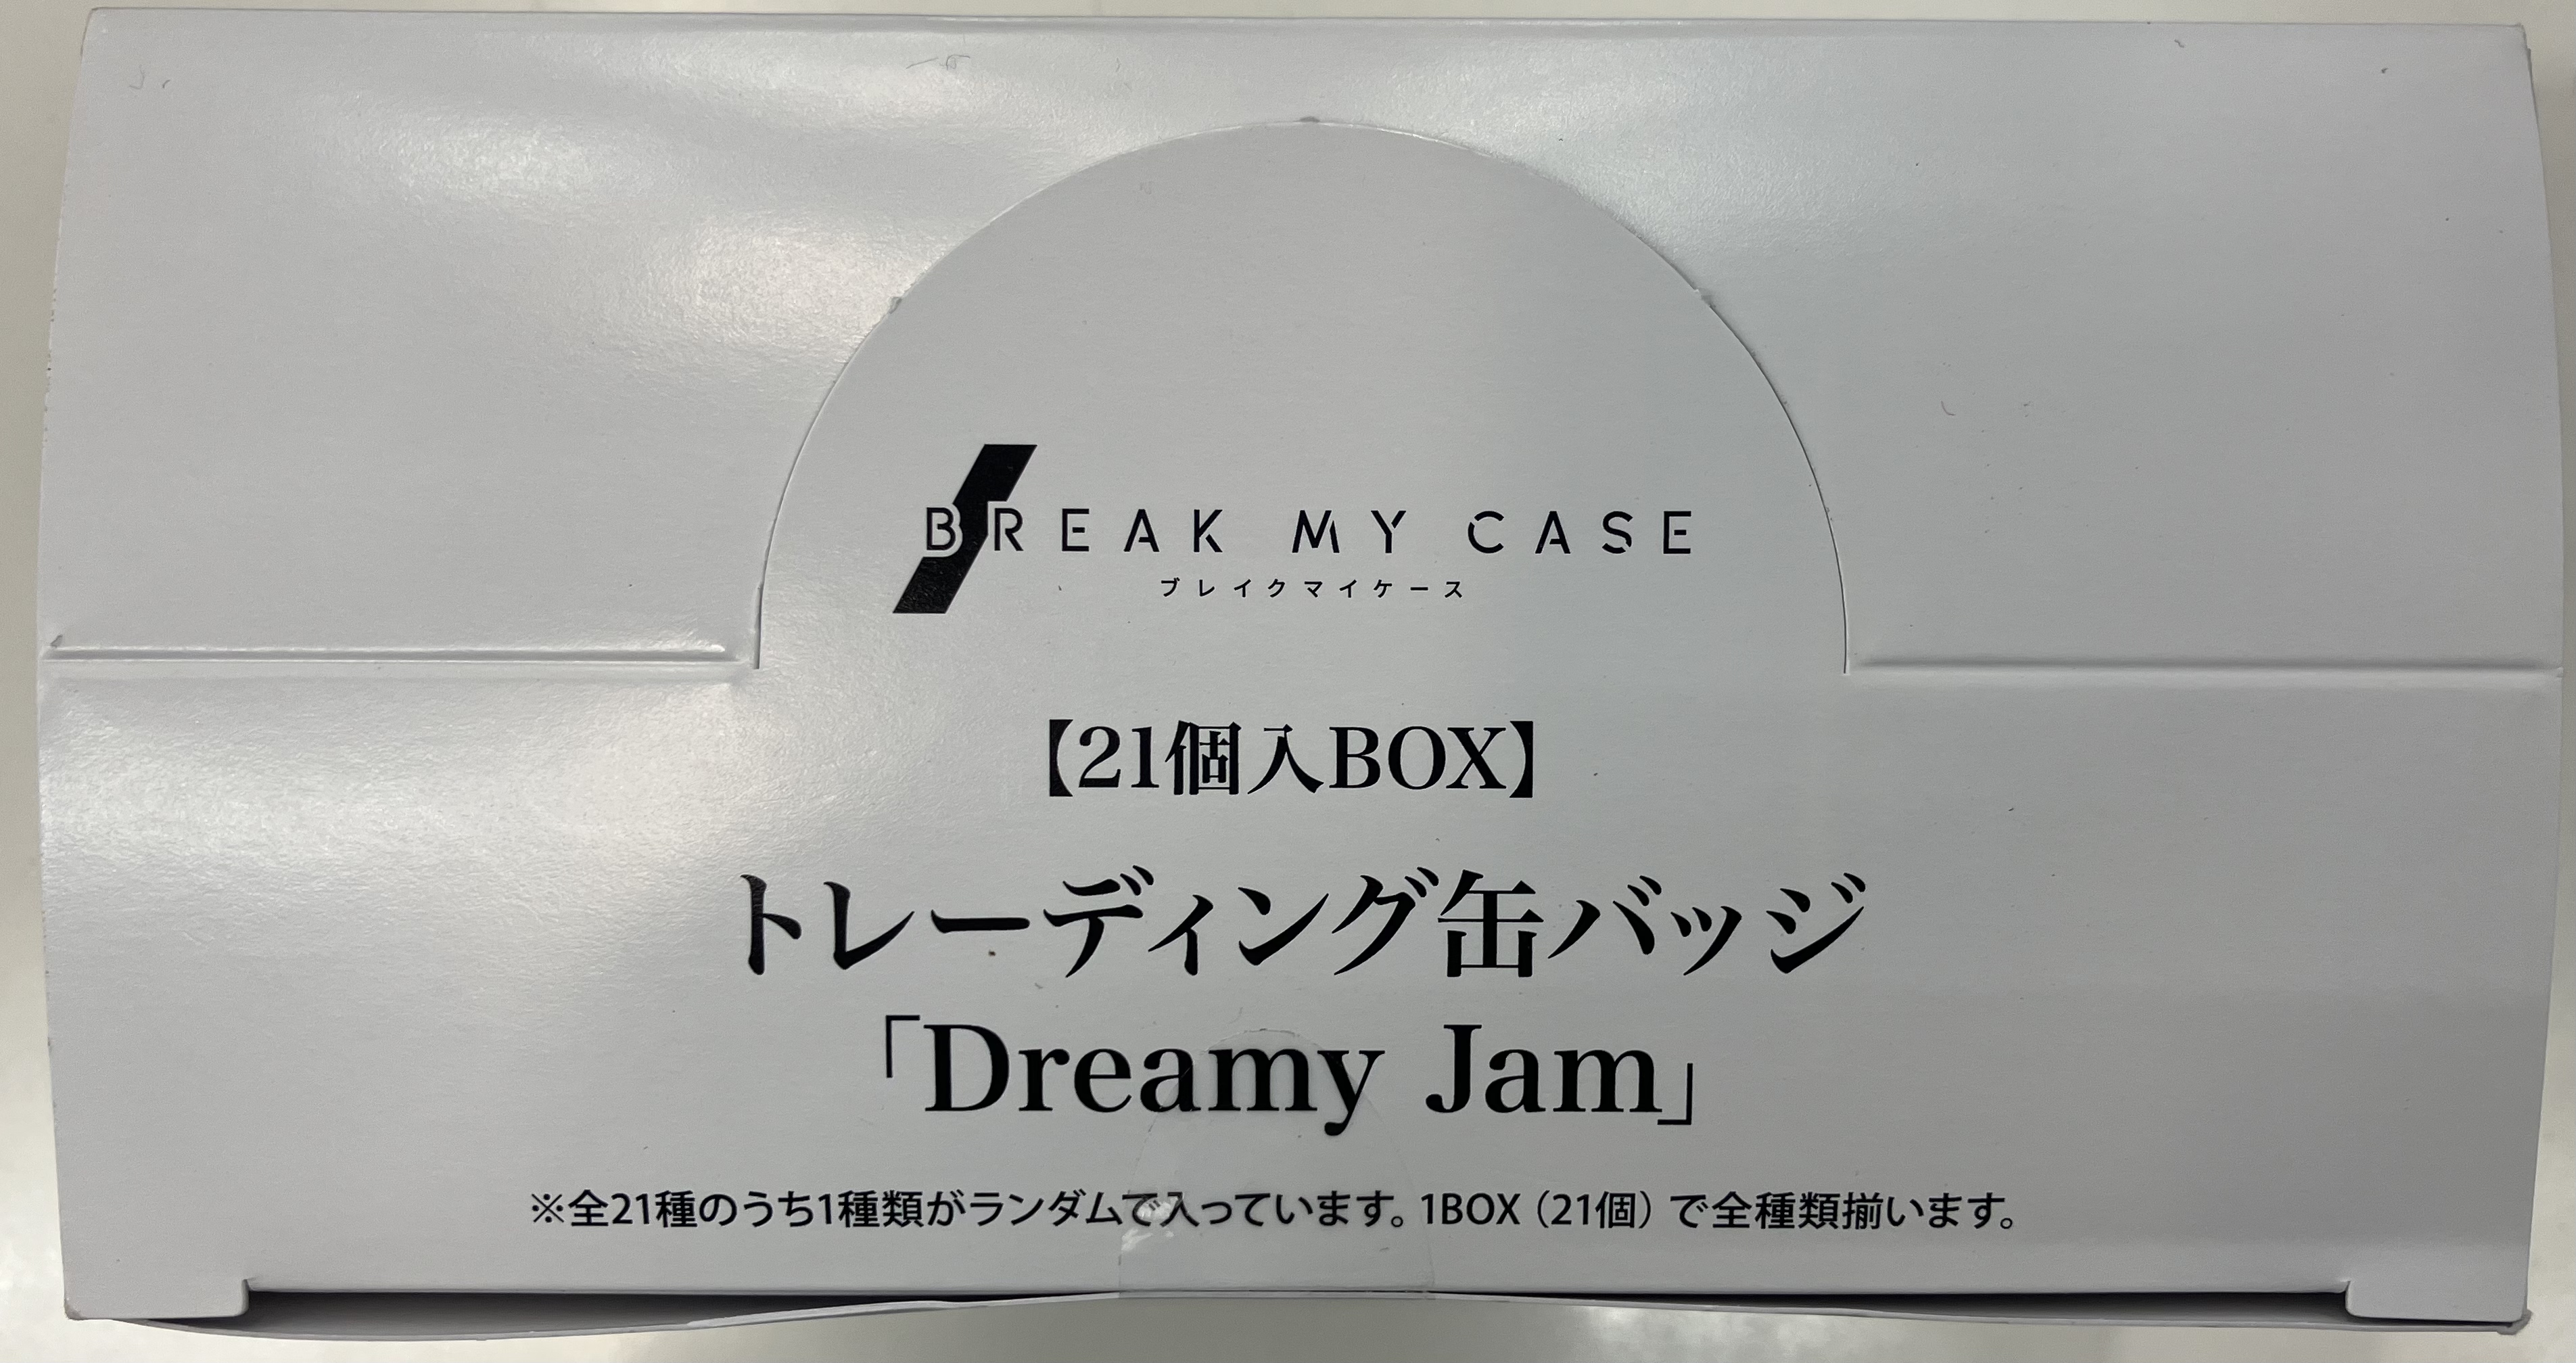 BREAK MY CASE
ブレイクマイケース
【21個入BOX】
トレーディング缶バッジ
「Dreamy Jam」
※全21種のうち1種類がランダムで入っています。1BOX（21個）で全種類揃います。